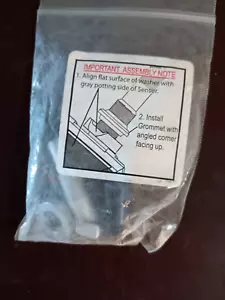 IMPORTANT ASSEMBLY NOTE
1. Align flat surface of washer with
gray potting side of Sensor.
2. Install
Grommet with
angled corner
facing up.